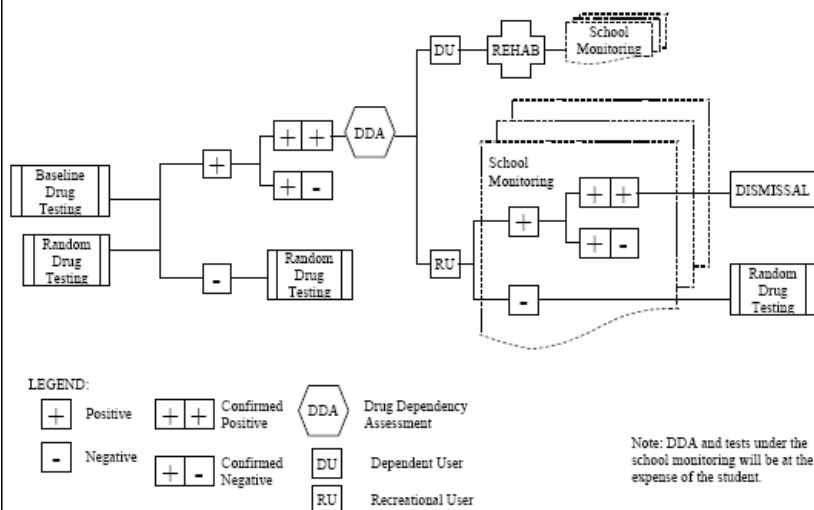 DU
REHAB
School
Monitoring
+ +
DDA
+
Baseline
Drug
Testing
+ -
Random
Drug
Testing
-
Random
Drug
Testing
School
Monitoring
+ +
DISMISSAL
+
+ -
RU
-
Random
Drug
Testing
LEGEND:
+ Positive
+ + Confirmed
Positive
DDA Drug Dependency
Assessment
- Negative
+ - Confirmed
Negative
DU Dependent User
RU Recreational User
Note: DDA and tests under the
school monitoring will be at the
expense of the student.